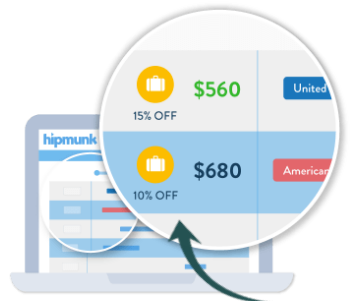 $560
United
15% OFF
hipmunk
$680
American
10% OFF